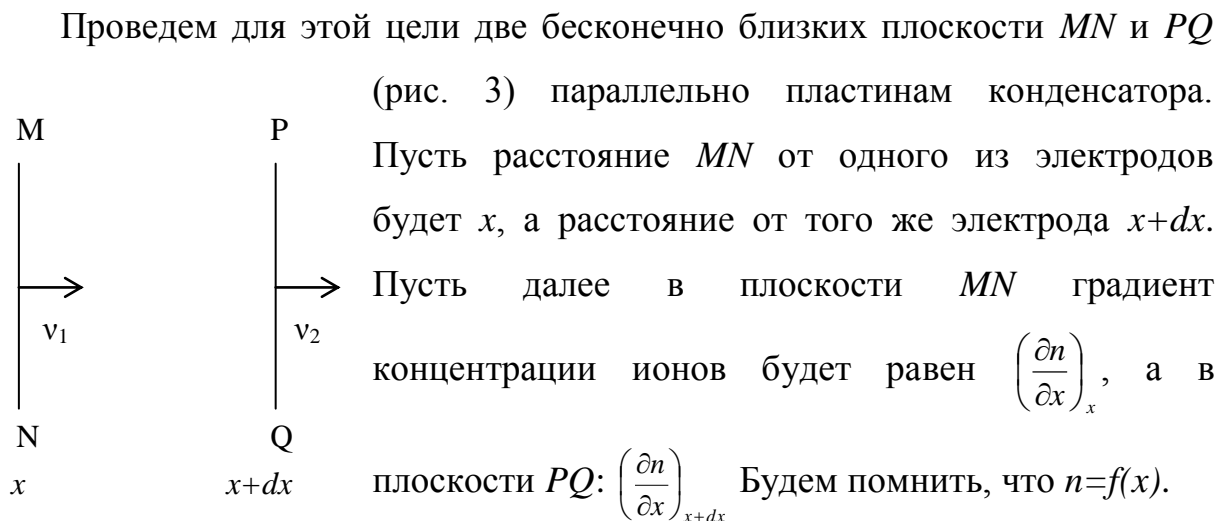 Проведем для этой цели две бесконечно близких плоскости MN и PQ
(рис. 3) параллельно пластинам конденсатора.
Пусть расстояние MN от одного из электродов
будет x, а расстояние от того же электрода x+dx.
Пусть далее в плоскости MN градиент
концентрации ионов будет равен (∂n/∂x)ₓ, а в
плоскости PQ: (∂n/∂x)ₓ₊dx Будем помнить, что n=f(x).
M P
ν₁ ν₂
N Q
x x+dx